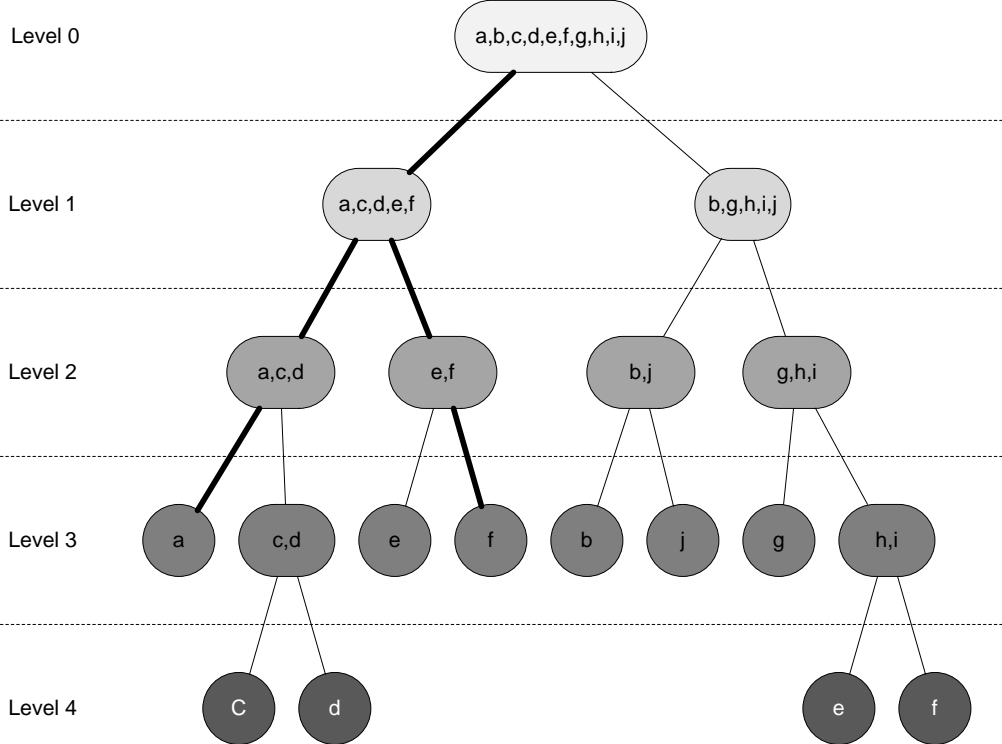 Level 0
a,b,c,d,e,f,g,h,i,j
Level 1
a,c,d,e,f
b,g,h,i,j
Level 2
a,c,d
e,f
b,j
g,h,i
Level 3
a
c,d
e
f
b
j
g
h,i
Level 4
C
d
e
f